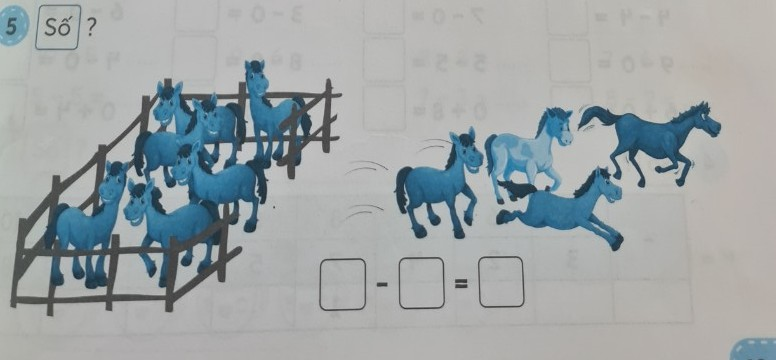 5 Số ?
- =